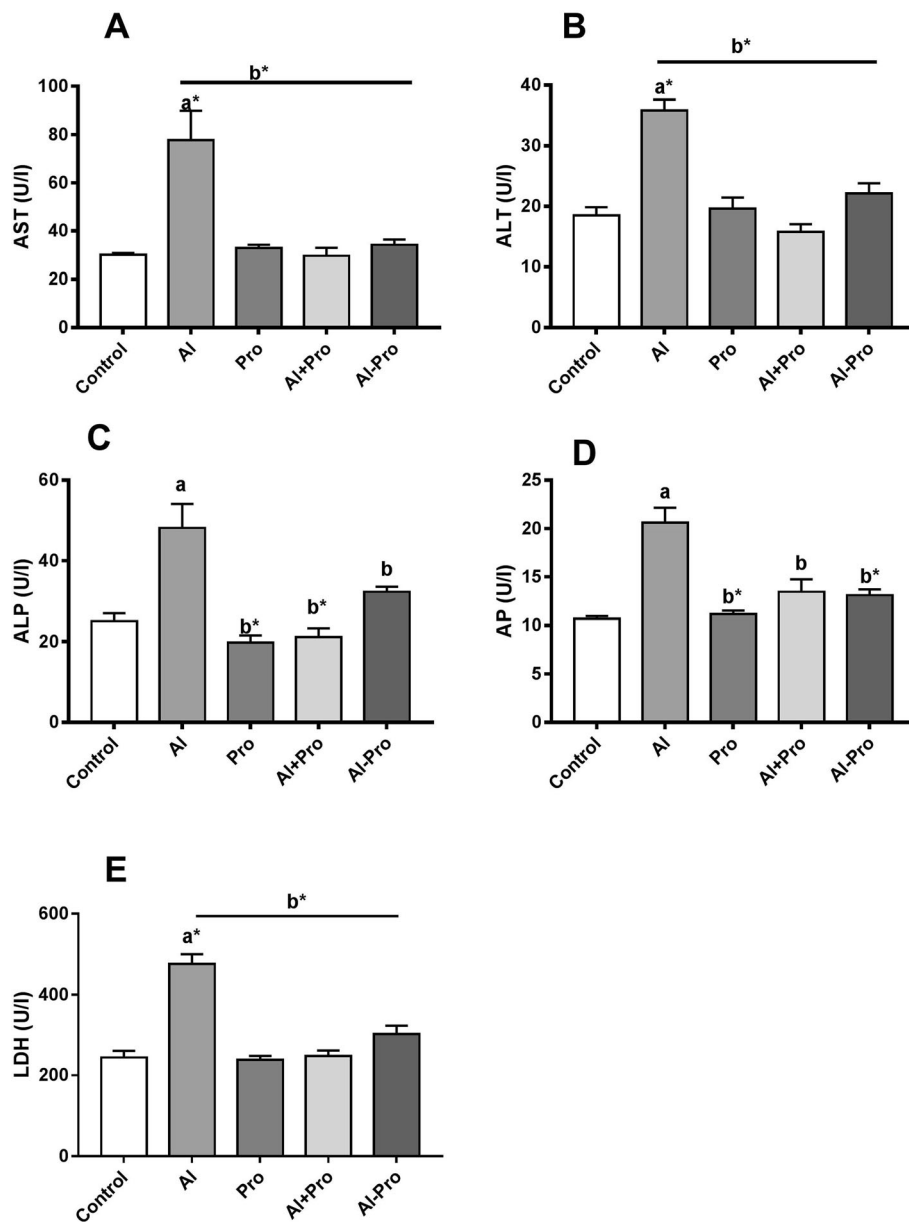 A
b*
a*
AST (U/l)
100
80
60
40
20
0
Control
Al
Pro
Al+Pro
Al-Pro
B
b*
a*
ALT (U/l)
40
30
20
10
0
Control
Al
Pro
Al+Pro
Al-Pro
C
a
b*
b*
b
ALP (U/l)
60
40
20
0
Control
Al
Pro
Al+Pro
Al-Pro
D
a
b*
b
b*
AP (U/l)
25
20
15
10
5
0
Control
Al
Pro
Al+Pro
Al-Pro
E
b*
a*
LDH (U/l)
600
400
200
0
Control
Al
Pro
Al+Pro
Al-Pro